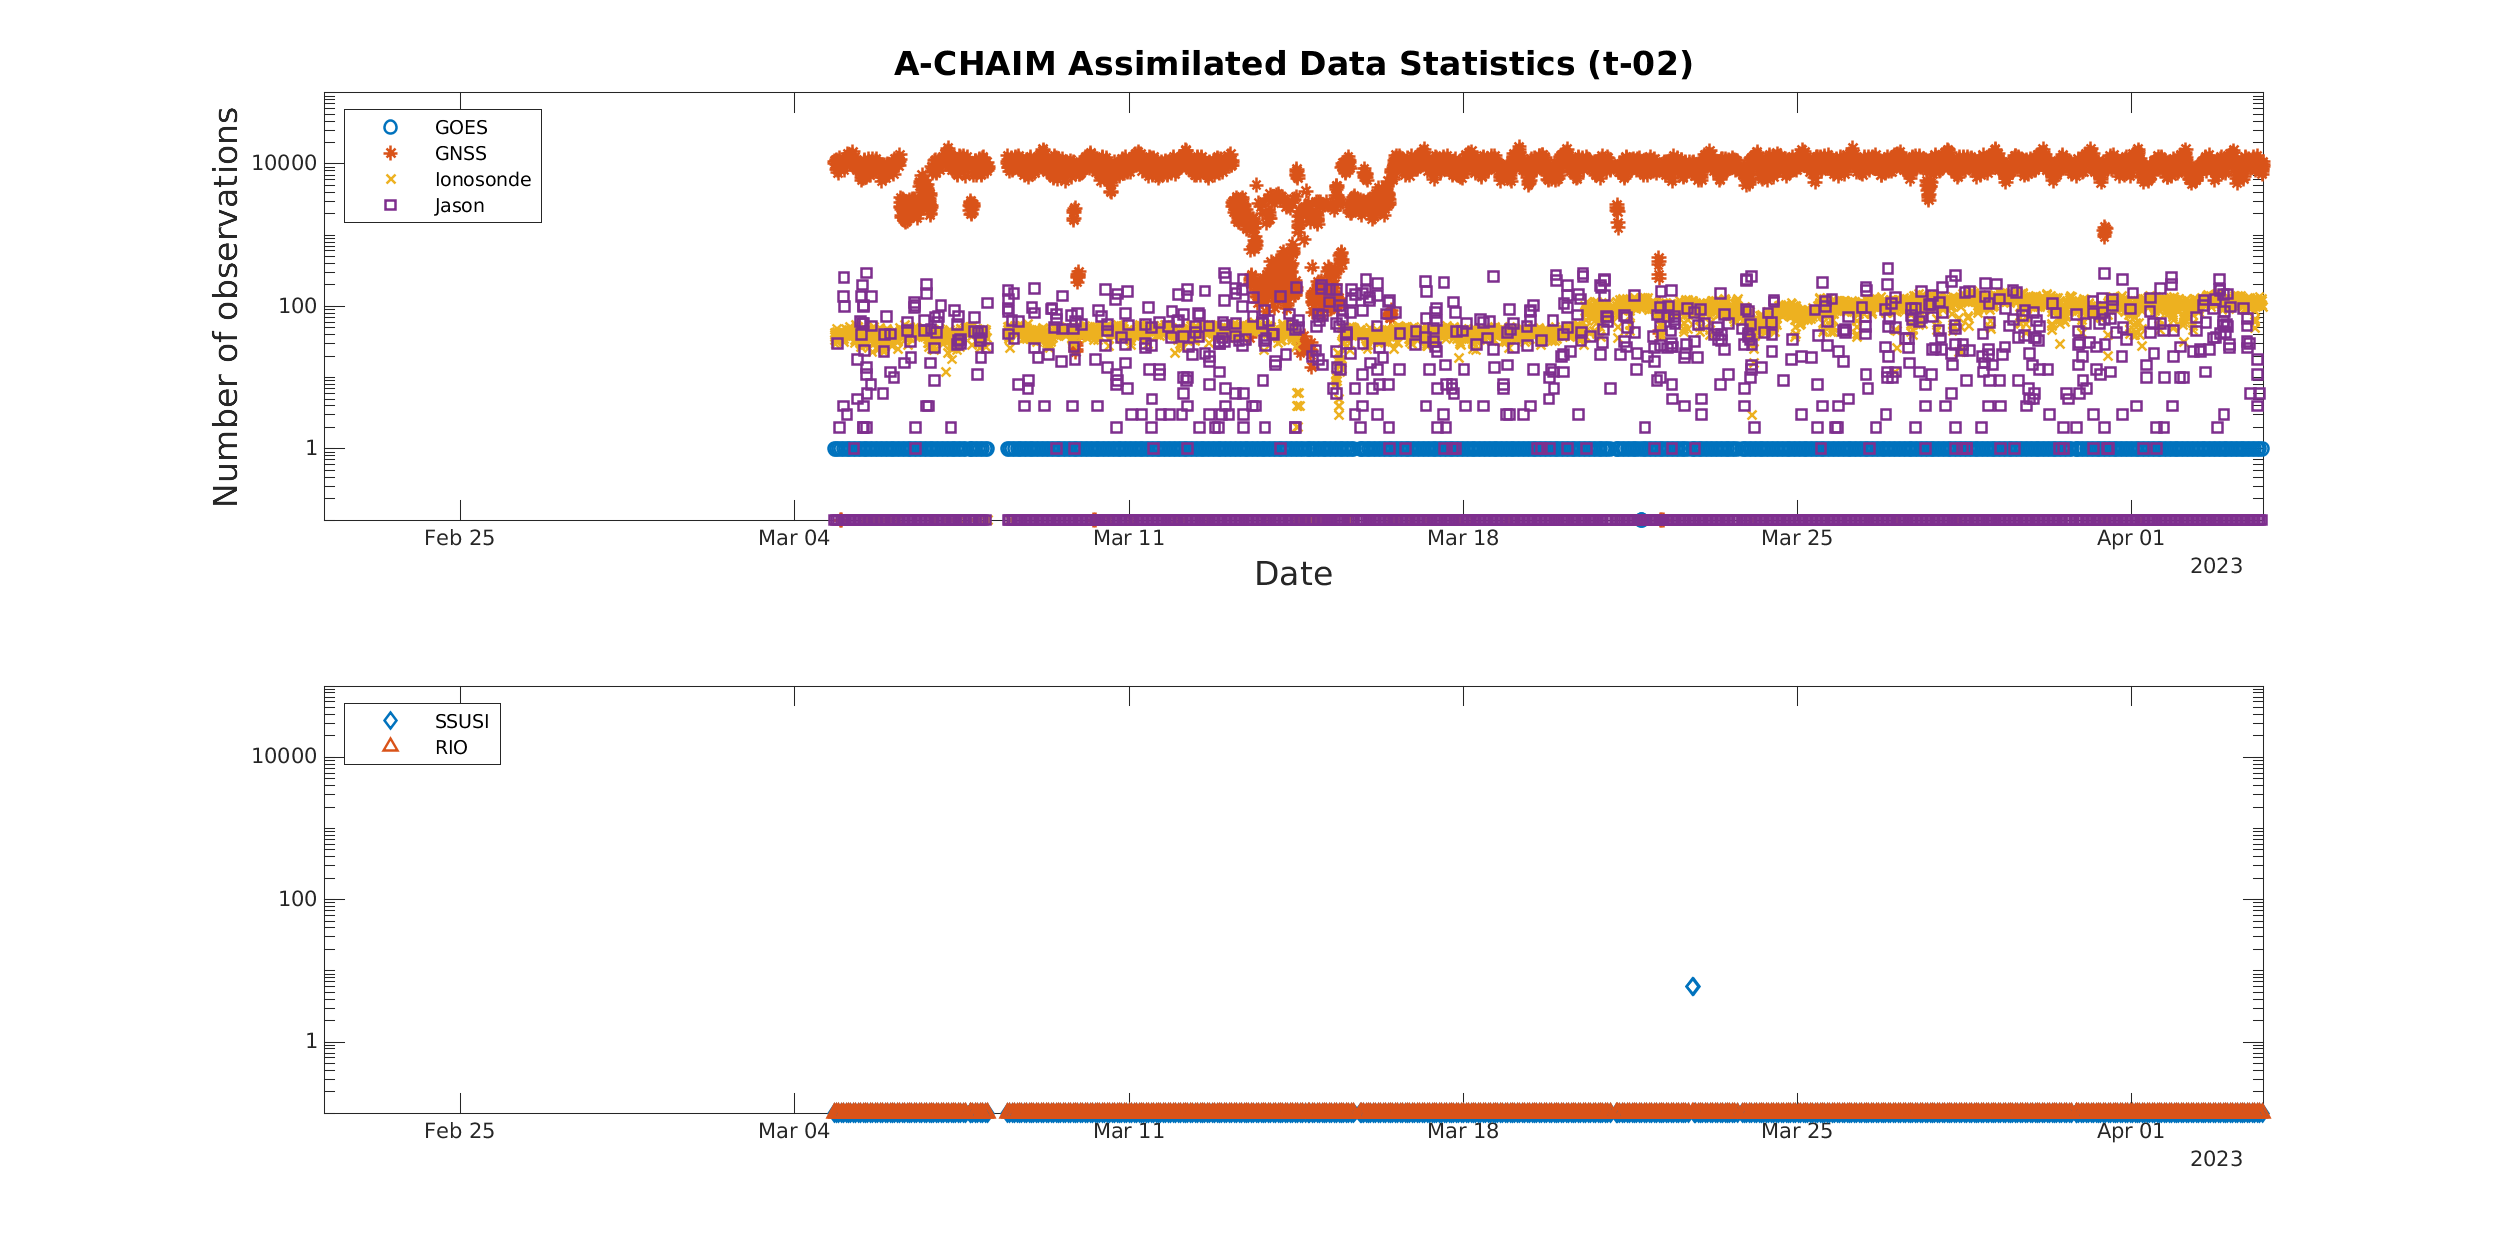 A-CHAIM Assimilated Data Statistics (t-02)
GOES
GNSS
Ionosonde
Jason
10000
100
1
Number of observations
Feb 25
Mar 04
Mar 11
Mar 18
Mar 25
Apr 01
2023
Date
SSUSI
RIO
10000
100
1
Feb 25
Mar 04
Mar 11
Mar 18
Mar 25
Apr 01
2023